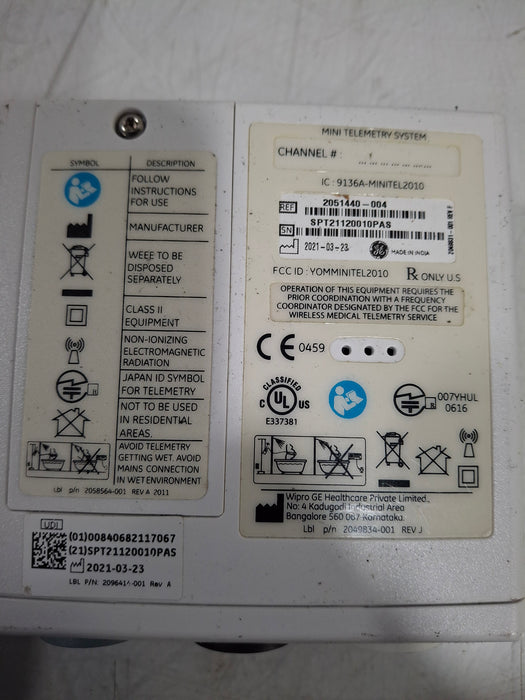 SYMBOL DESCRIPTION
FOLLOW
INSTRUCTIONS
FOR USE
MANUFACTURER
WEEE TO BE
DISPOSED
SEPARATELY
CLASS II
EQUIPMENT
NON-IONIZING
ELECTROMAGNETIC
RADIATION
JAPAN ID SYMBOL
FOR TELEMETRY
R
NOT TO BE USED
IN RESIDENTIAL
AREAS.
AVOID TELEMETRY
GETTING WET. AVOID
MAINS CONNECTION
IN WET ENVIRONMENT
Lbl p/n 2058564-001 REV A 2011
UDI
(01)00840682117067
(21)SPT21120010PAS
2021-03-23
LBL P/N: -001 Rev A
MINI TELEMETRY SYSTEM
CHANNEL # :
IC : 9136A-MINITEL2010
REF 2051440-004
SN SPT21120010PAS
2021-03-23 GE MADE IN INDIA
FCC ID : YOMMINITEL2010 Rx ONLY U.S
OPERATION OF THIS EQUIPMENT REQUIRES THE
PRIOR COORDINATION WITH A FREQUENCY
COORDINATOR DESIGNATED BY THE FCC FOR THE
WIRELESS MEDICAL TELEMETRY SERVICE
CE 0459
CLASSIFIED
C UL US
E337381
R 007YHUL
0616
Wipro GE Healthcare Private Limited.,
No: 4 Kadugodi Industrial Area
Bangalore 560 067 Karnataka.
Lbl p/n 2049834-001 REV J